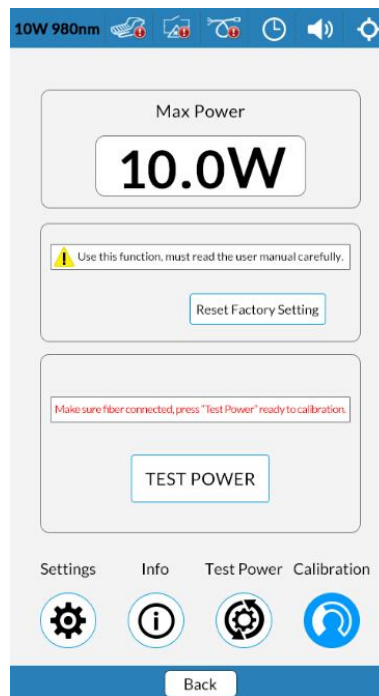 10W 980nm
Max Power
10.0W
Use this function, must read the user manual carefully.
Reset Factory Setting
Make sure fiber connected, press "Test Power" ready to calibration.
TEST POWER
Settings Info Test Power Calibration
Back